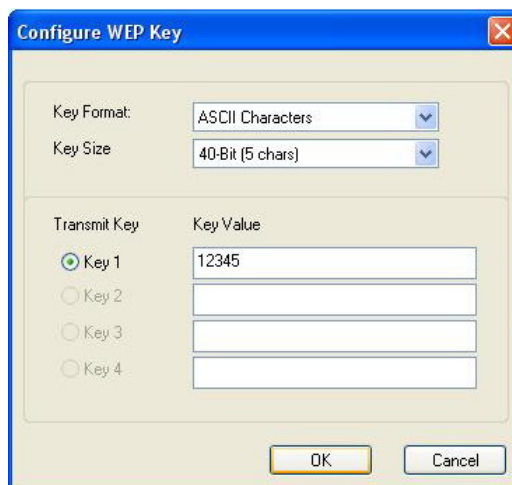 Configure WEP Key
Key Format: ASCII Characters
Key Size 40-Bit (5 chars)
Transmit Key Key Value
Key 1 12345
Key 2
Key 3
Key 4
OK Cancel